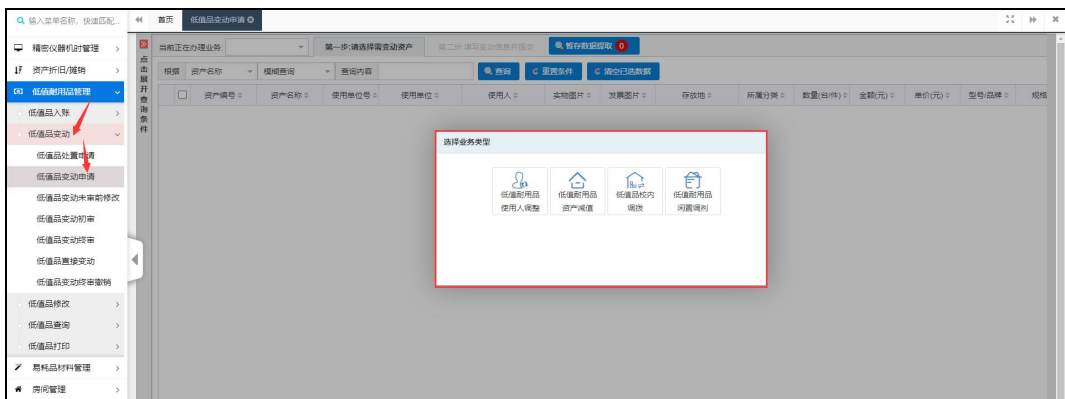 输入菜单名称，快速匹配...
首页 低值品变动申请
精密仪器机时管理
资产折旧/摊销
低值耐用品管理
低值品入账
低值品变动
低值品处置申请
低值品变动申请
低值品变动未审前修改
低值品变动初审
低值品变动终审
低值品直接变动
低值品变动终审撤销
低值品修改
低值品查询
低值品打印
易耗品材料管理
房间管理
点击展开查询条件
当前正在办理业务: 第一步:请选择需变动资产 第二步:填写变动信息并提交 暂存数据提取 0
根据 资产名称 模糊查询 查询内容 查询 重置条件 清空已选数据
资产编号 资产名称 使用单位号 使用单位 使用人 实物图片 发票图片 存放地 所属分类 数量(台/件) 金额(元) 单价(元) 型号/品牌 规格
选择业务类型
低值耐用品 低值耐用品 低值品校内 低值耐用品
使用人调整 资产减值 调拨 闲置调剂